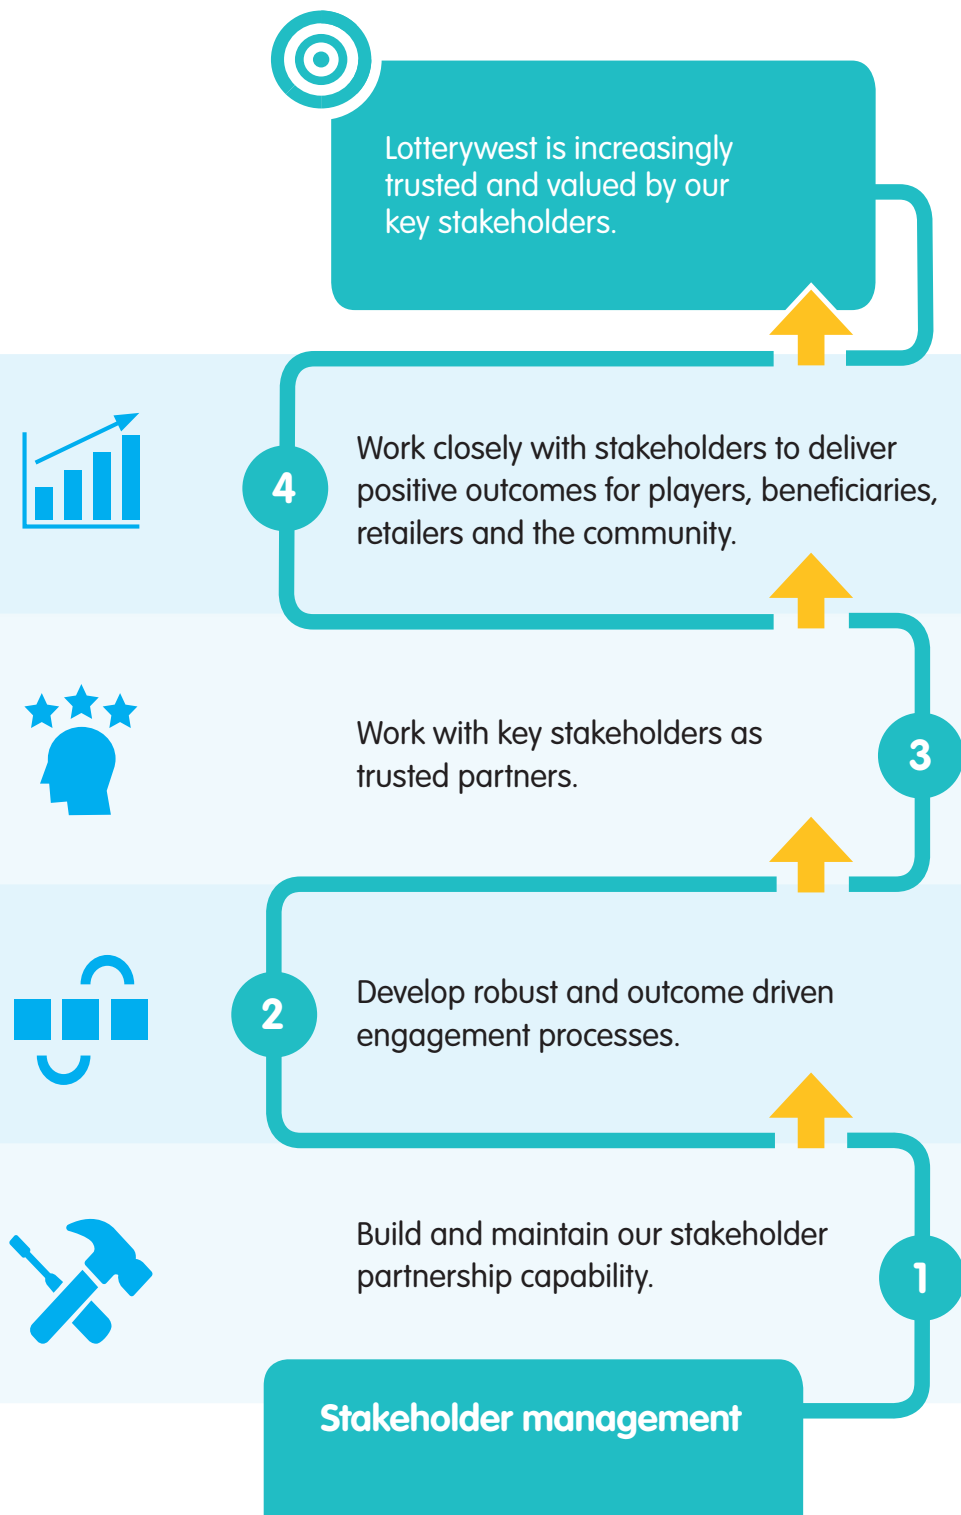 Lotterywest is increasingly
trusted and valued by our
key stakeholders.
4
Work closely with stakeholders to deliver
positive outcomes for players, beneficiaries,
retailers and the community.
Work with key stakeholders as
trusted partners.
3
2
Develop robust and outcome driven
engagement processes.
Build and maintain our stakeholder
partnership capability.
1
Stakeholder management